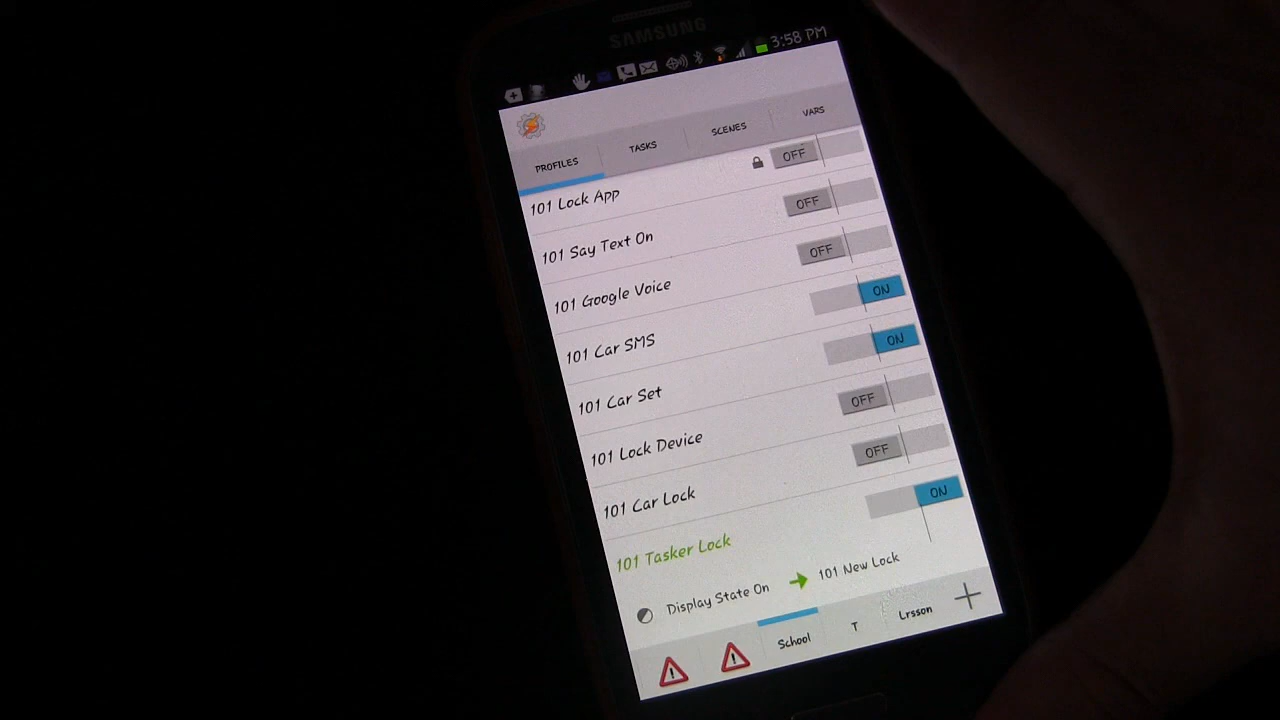 SAMSUNG
3:58 PM
PROFILES TASKS SCENES VARS
101 Lock App OFF
101 Say Text On OFF
101 Google Voice OFF
101 Car SMS ON
101 Car Set ON
101 Lock Device OFF
101 Car Lock OFF
101 Tasker Lock ON
Display State On 101 New Lock
School T Lrsson